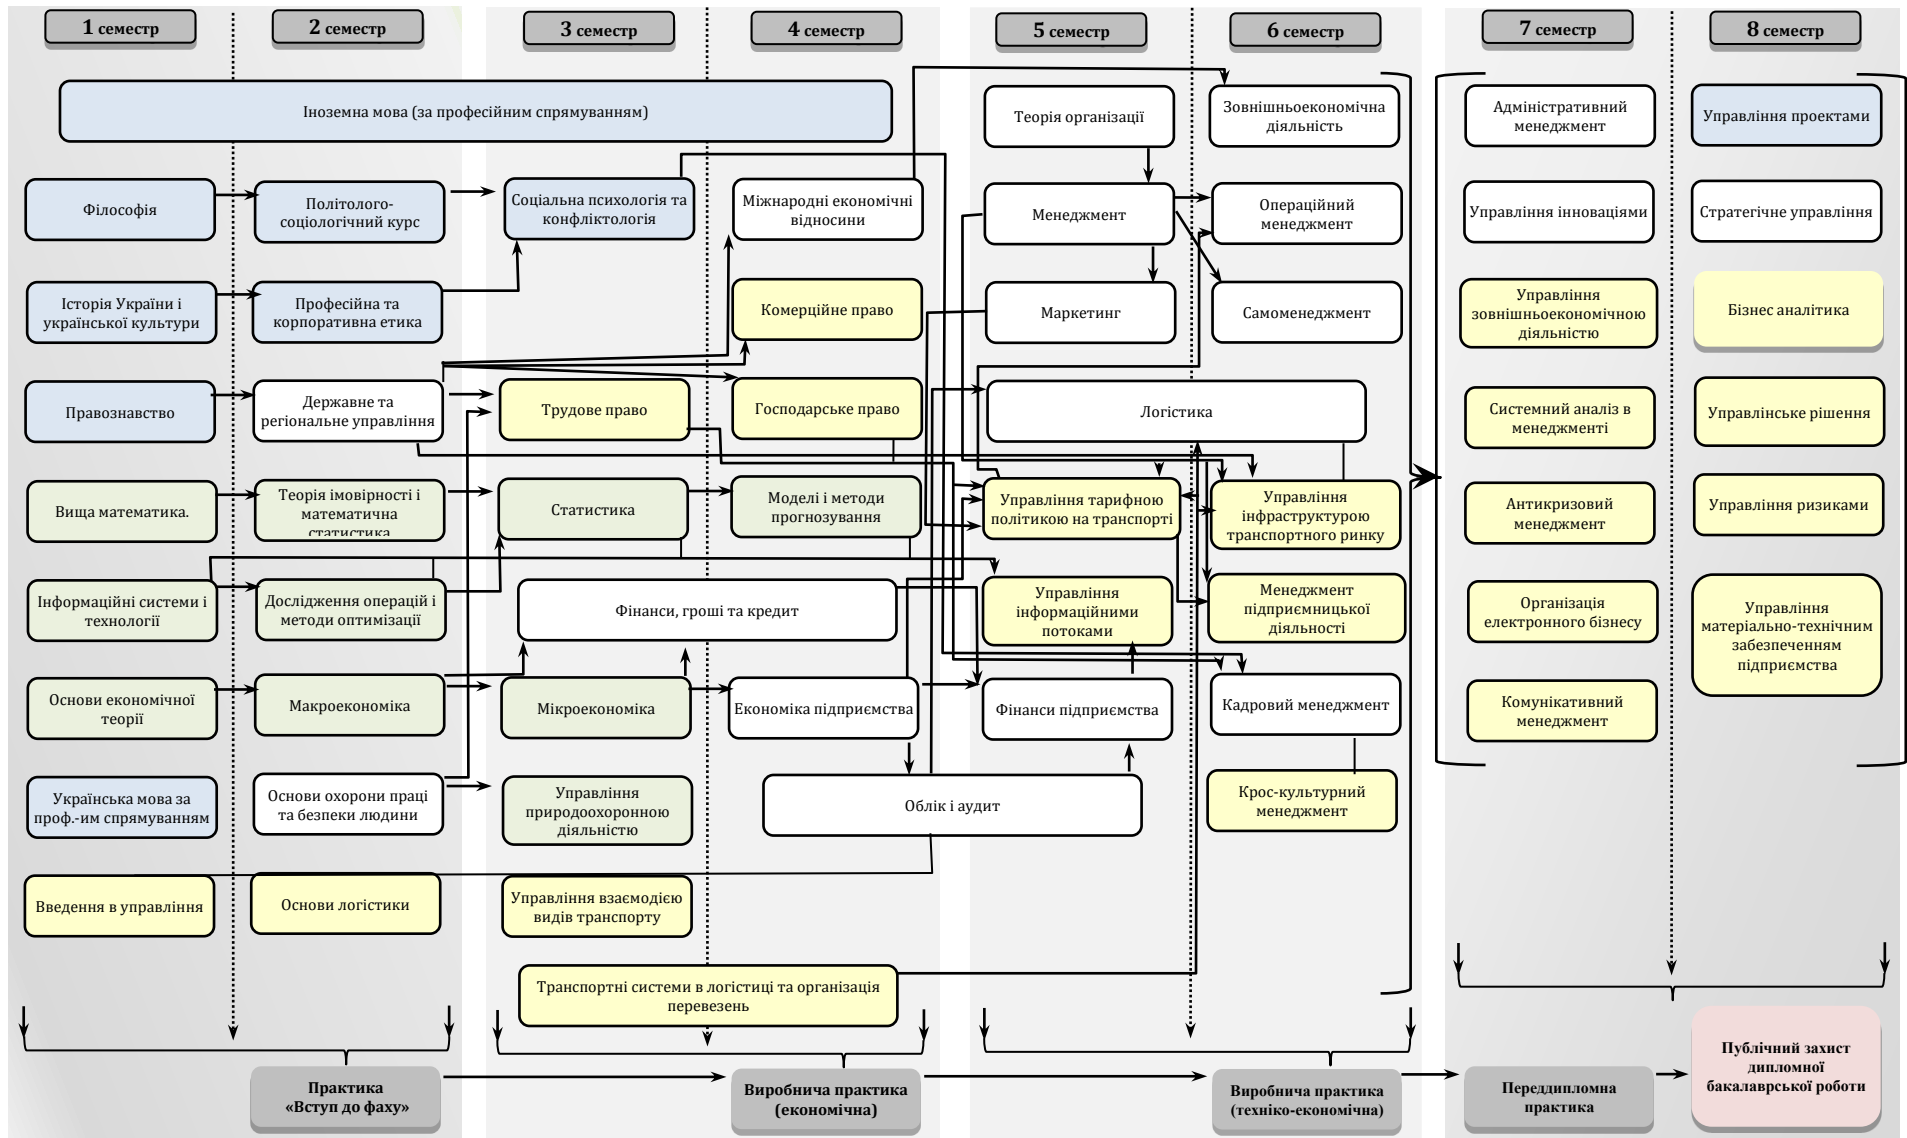 1 семестр
2 семестр
3 семестр
4 семестр
5 семестр
6 семестр
7 семестр
8 семестр
Іноземна мова (за професійним спрямуванням)
Теорія організації
Зовнішньоекономічна
діяльність
Адміністративний
менеджмент
Управління проектами
Філософія
Політолого-
соціологічний курс
Соціальна психологія та
конфліктологія
Міжнародні економічні
відносини
Менеджмент
Операційний
менеджмент
Управління інноваціями
Стратегічне управління
Історія України і
української культури
Професійна та
корпоративна етика
Комерційне право
Маркетинг
Самоменеджмент
Управління
зовнішньоекономічною
діяльністю
Бізнес аналітика
Правознавство
Державне та
регіональне управління
Трудове право
Господарське право
Логістика
Системний аналіз в
менеджменті
Управлінське рішення
Вища математика.
Теорія імовірності і
математична
статистика
Статистика
Моделі і методи
прогнозування
Управління тарифною
політикою на транспорті
Управління
інфраструктурою
транспортного ринку
Антикризовий
менеджмент
Управління ризиками
Інформаційні системи і
технології
Дослідження операцій і
методи оптимізації
Фінанси, гроші та кредит
Управління
інформаційними
потоками
Менеджмент
підприємницької
діяльності
Організація
електронного бізнесу
Управління
матеріально-технічним
забезпеченням
підприємства
Основи економічної
теорії
Макроекономіка
Мікроекономіка
Економіка підприємства
Фінанси підприємства
Кадровий менеджмент
Комунікативний
менеджмент
Українська мова за
проф.-им спрямуванням
Основи охорони праці
та безпеки людини
Управління
природоохоронною
діяльністю
Облік і аудит
Крос-культурний
менеджмент
Введення в управління
Основи логістики
Управління взаємодією
видів транспорту
Транспортні системи в логістиці та організація
перевезень
Практика
«Вступ до фаху»
Виробнича практика
(економічна)
Виробнича практика
(техніко-економічна)
Переддипломна
практика
Публічний захист
дипломної
бакалаврської роботи